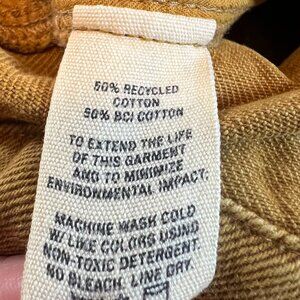 50% RECYCLED
COTTON
50% BCI COTTON
TO EXTEND THE LIFE
OF THIS GARMENT
AND TO MINIMIZE
ENVIRONMENTAL IMPACT;
MACHINE WASH COLD
W/ LIKE COLORS USING
NON-TOXIC DETERGENT.
NO BLEACH. LINE DRY.